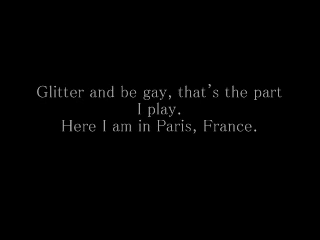 Glitter and be gay, that's the part
I play.
Here I am in Paris, France.